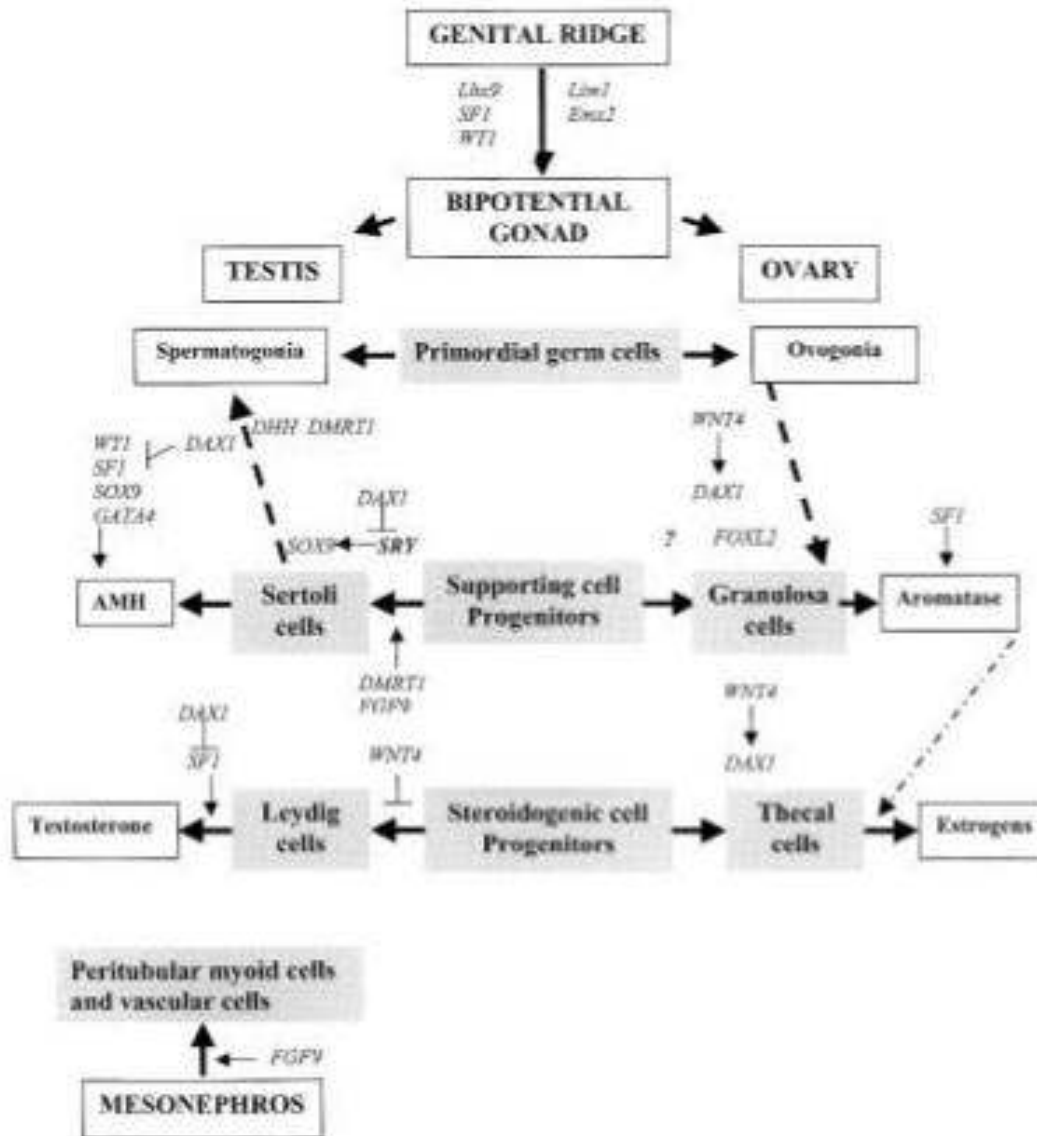 GENITAL RIDGE
Lhx9
SF1
WT1
Lim1
Emx2
BIPOTENTIAL
GONAD
TESTIS
OVARY
Spermatogonia
Primordial germ cells
Ovogonia
DHH DMRT1
WT1
SF1
SOX9
GATA4
DAX1
WNT4
DAX1
DAX1
SOX9
SRY
?
FOXL2
SF1
AMH
Sertoli
cells
Supporting cell
Progenitors
Granulosa
cells
Aromatase
DMRT1
FGF9
DAX1
SF1
WNT4
WNT4
DAX1
Testosterone
Leydig
cells
Steroidogenic cell
Progenitors
Thecal
cells
Estrogens
Peritubular myoid cells
and vascular cells
FGF9
MESONEPHROS